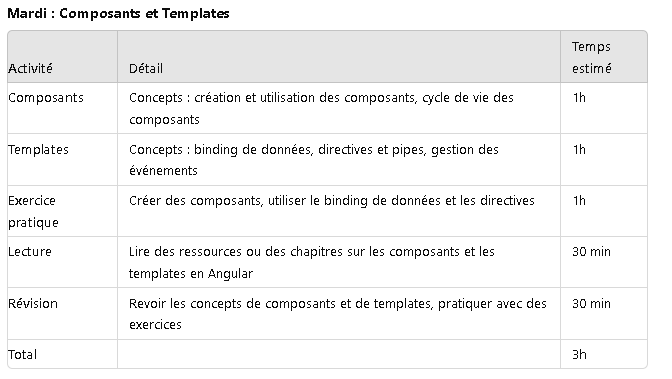 Mardi : Composants et Templates
Activité Détail Temps estimé
Composants Concepts : création et utilisation des composants, cycle de vie des 1h
composants
Templates Concepts : binding de données, directives et pipes, gestion des 1h
événements
Exercice pratique Créer des composants, utiliser le binding de données et les directives 1h
Lecture Lire des ressources ou des chapitres sur les composants et les 30 min
templates en Angular
Révision Revoir les concepts de composants et de templates, pratiquer avec des 30 min
exercices
Total 3h